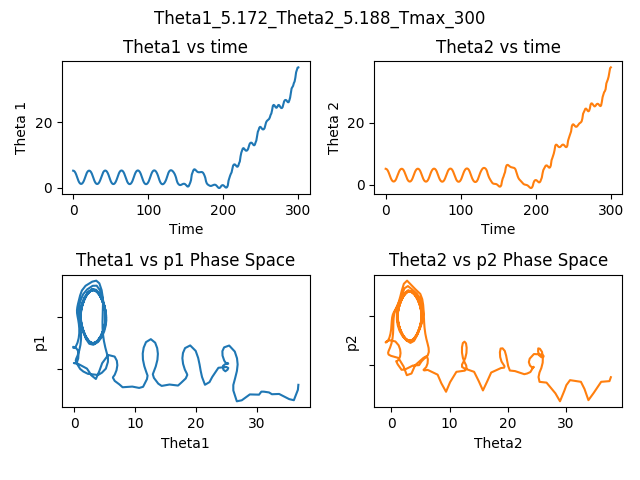 Theta1_5.172_Theta2_5.188_Tmax_300
Theta1 vs time
Theta 1
20
0
0
100
200
300
Time
Theta2 vs time
Theta 2
20
0
0
100
200
300
Time
Theta1 vs p1 Phase Space
p1
0
10
20
30
Theta1
Theta2 vs p2 Phase Space
p2
0
10
20
30
Theta2